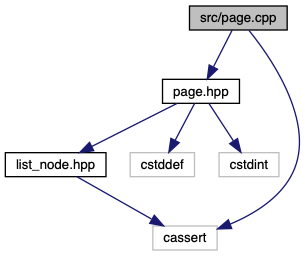 src/page.cpp
page.hpp
list_node.hpp
cstddef
cstdint
cassert